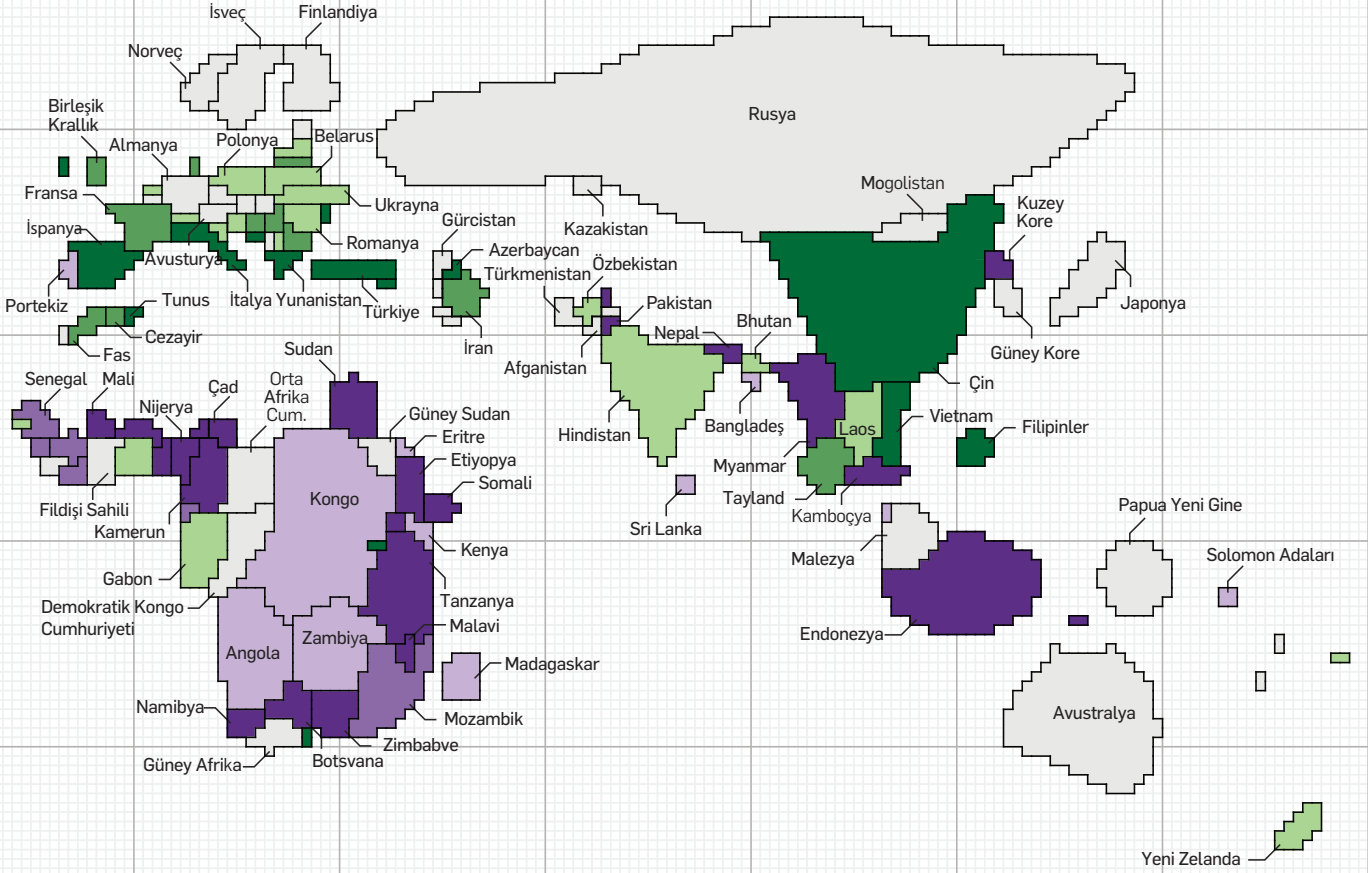 İsveç
Finlandiya
Norveç
Rusya
Birleşik
Krallık
Almanya
Polonya
Belarus
Fransa
Ukrayna
Mogolistan
Kazakistan
Kuzey
Kore
İspanya
Avusturya
Romanya
Gürcistan
Azerbaycan
Türkmenistan
Özbekistan
Portekiz
İtalya
Yunanistan
Türkiye
Tunus
Cezayir
Fas
İran
Afganistan
Pakistan
Nepal
Bhutan
Japonya
Güney Kore
Çin
Senegal
Mali
Nijerya
Çad
Sudan
Orta
Afrika
Cum.
Güney Sudan
Eritre
Etiyopya
Somali
Hindistan
Bangladeş
Laos
Vietnam
Filipinler
Myanmar
Tayland
Kamboçya
Sri Lanka
Fildişi Sahili
Kamerun
Kongo
Kenya
Gabon
Demokratik Kongo
Cumhuriyeti
Tanzanya
Malavi
Zambiya
Angola
Madagaskar
Malezya
Endonezya
Papua Yeni Gine
Solomon Adaları
Namibya
Mozambik
Zimbabve
Botsvana
Güney Afrika
Avustralya
Yeni Zelanda